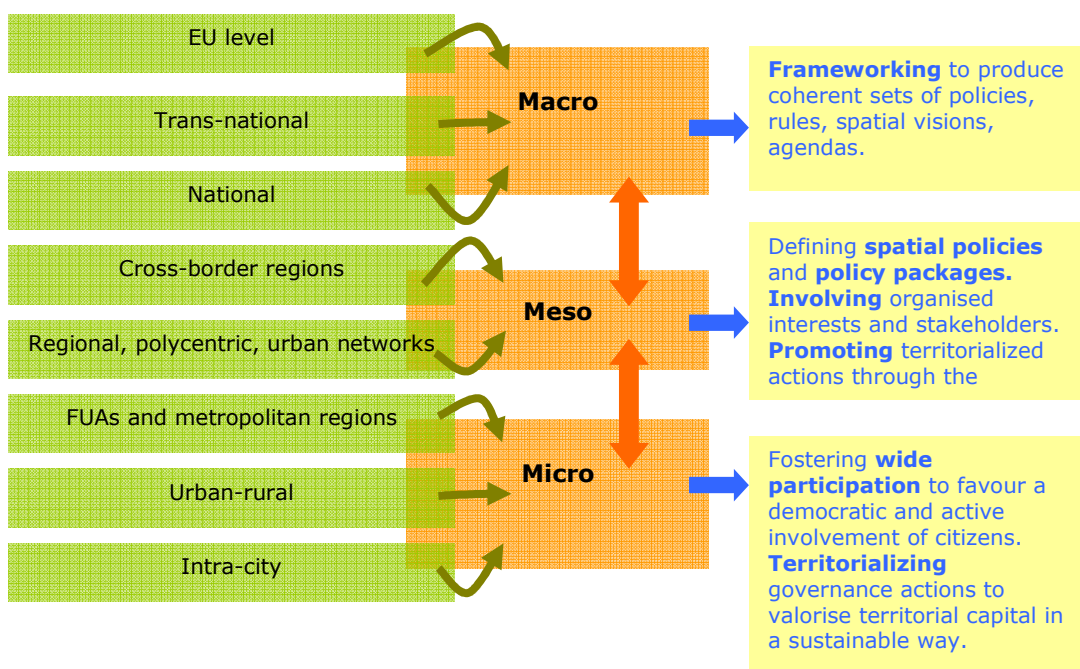 EU level
Trans-national
National
Cross-border regions
Regional, polycentric, urban networks
FUAs and metropolitan regions
Urban-rural
Intra-city
Macro
Meso
Micro
Frameworking to produce
coherent sets of policies,
rules, spatial visions,
agendas.
Defining spatial policies
and policy packages.
Involving organised
interests and stakeholders.
Promoting territorialized
actions through the
Fostering wide
participation to favour a
democratic and active
involvement of citizens.
Territorializing
governance actions to
valorise territorial capital in
a sustainable way.